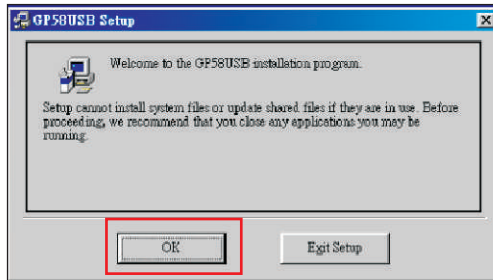 GP58USB Setup
Welcome to the GP58USB installation program.
Setup cannot install system files or update shared files if they are in use. Before
proceeding, we recommend that you close any applications you may be
running.
OK
Exit Setup